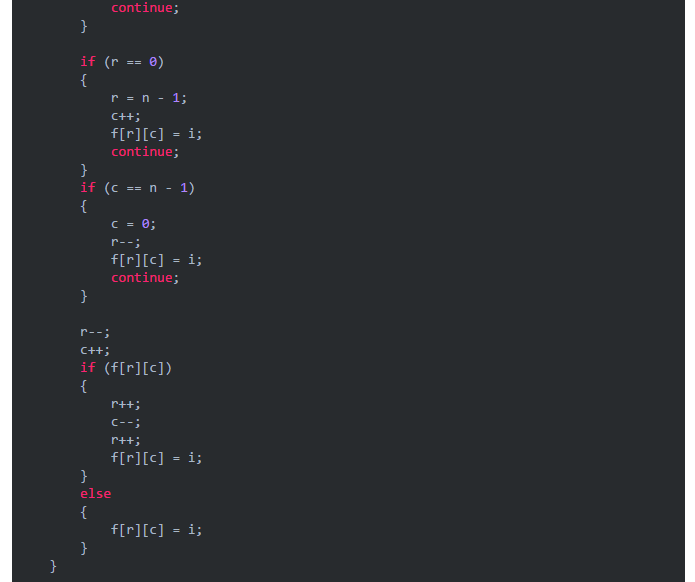 continue;
        }

        if (r == 0)
        {
            r = n - 1;
            c++;
            f[r][c] = i;
            continue;
        }
        if (c == n - 1)
        {
            c = 0;
            r--;
            f[r][c] = i;
            continue;
        }

        r--;
        c++;
        if (f[r][c])
        {
            r++;
            c--;
            r++;
            f[r][c] = i;
        }
        else
        {
            f[r][c] = i;
        }
    }